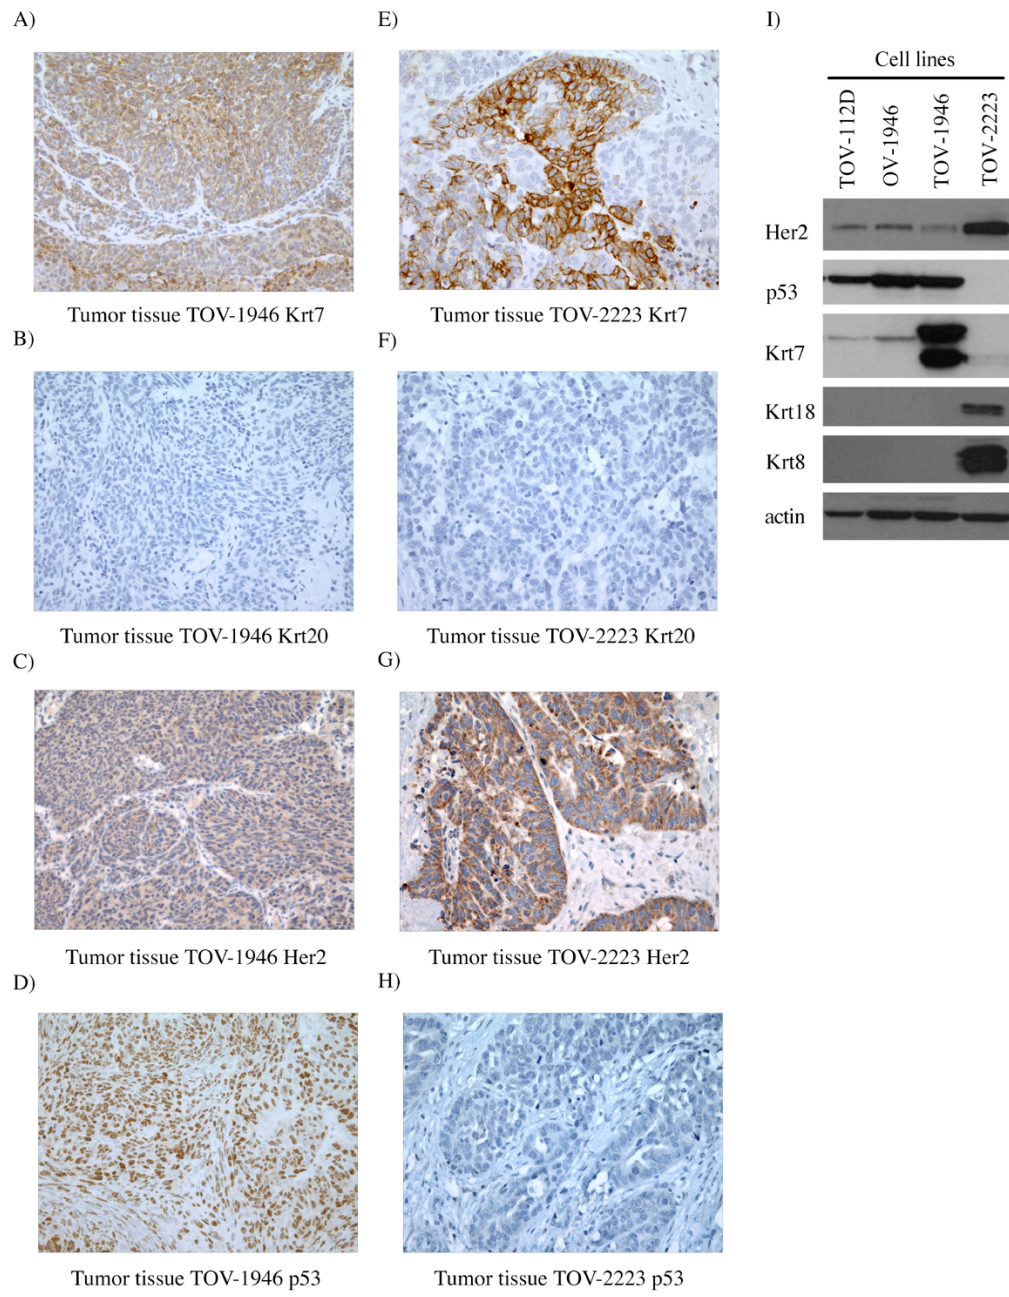 A)
Tumor tissue TOV-1946 Krt7
B)
Tumor tissue TOV-1946 Krt20
C)
Tumor tissue TOV-1946 Her2
D)
Tumor tissue TOV-1946 p53
E)
Tumor tissue TOV-2223 Krt7
F)
Tumor tissue TOV-2223 Krt20
G)
Tumor tissue TOV-2223 Her2
H)
Tumor tissue TOV-2223 p53
I)
Cell lines
TOV-112D
OV-1946
TOV-1946
TOV-2223
Her2
p53
Krt7
Krt18
Krt8
actin